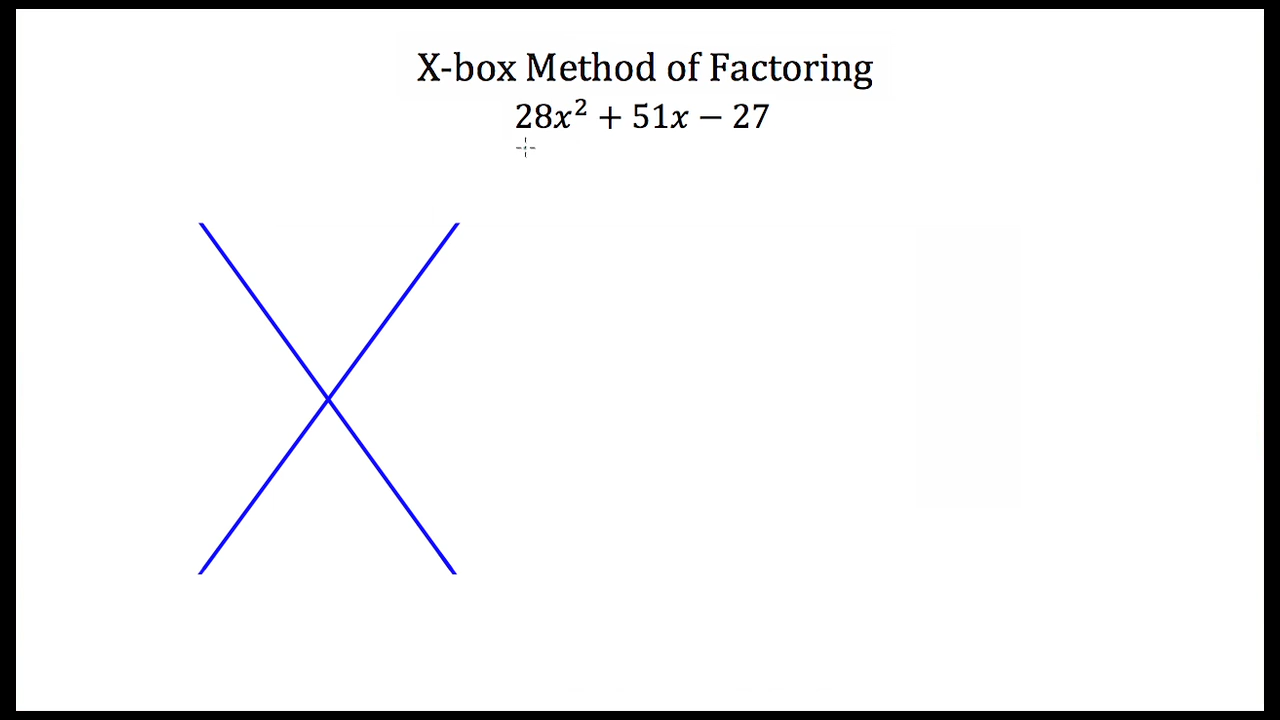 X-box Method of Factoring
28x² + 51x − 27